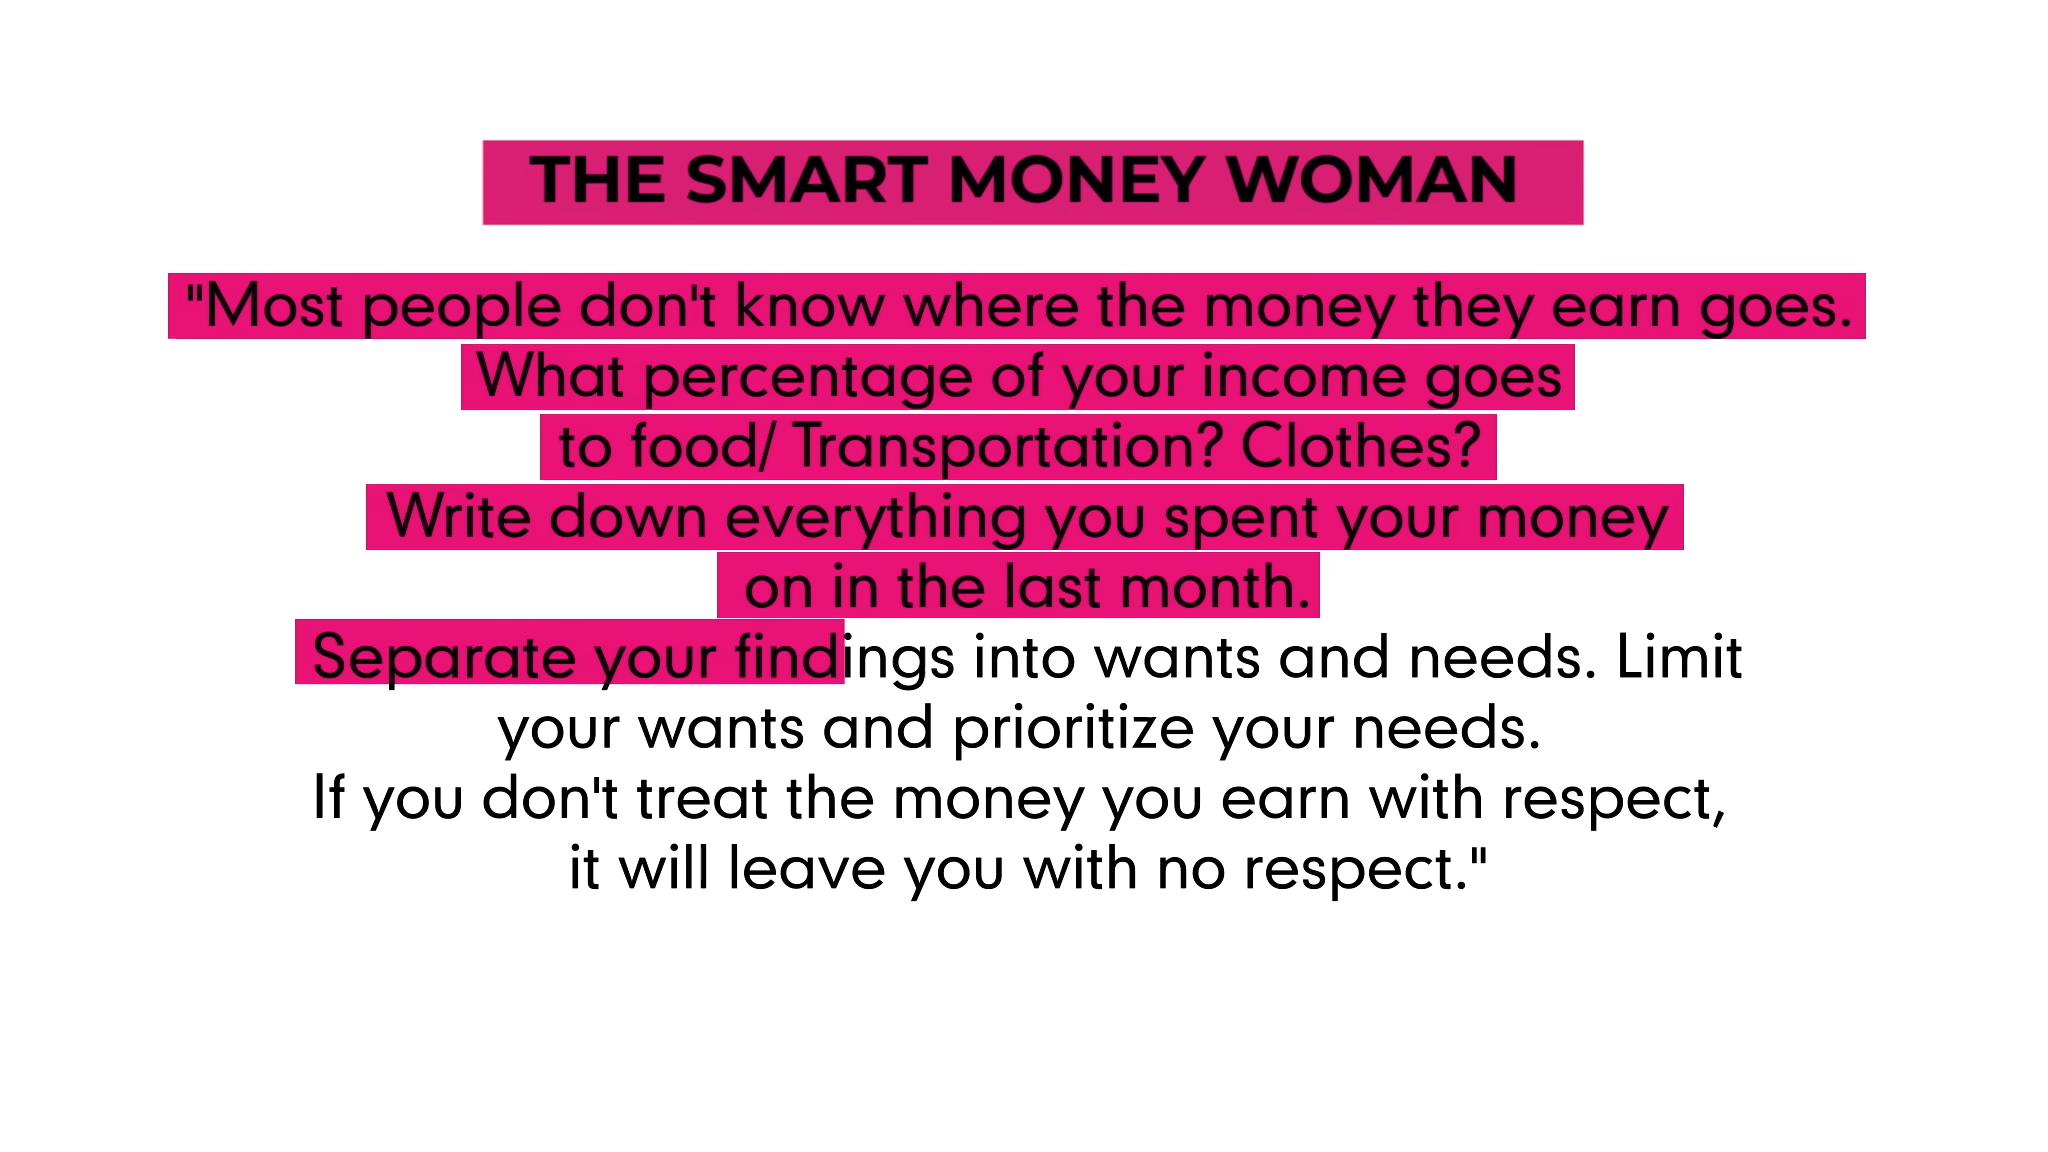 THE SMART MONEY WOMAN
"Most people don't know where the money they earn goes.
What percentage of your income goes
to food/ Transportation? Clothes?
Write down everything you spent your money
on in the last month.
Separate your findings into wants and needs. Limit
your wants and prioritize your needs.
If you don't treat the money you earn with respect,
it will leave you with no respect."